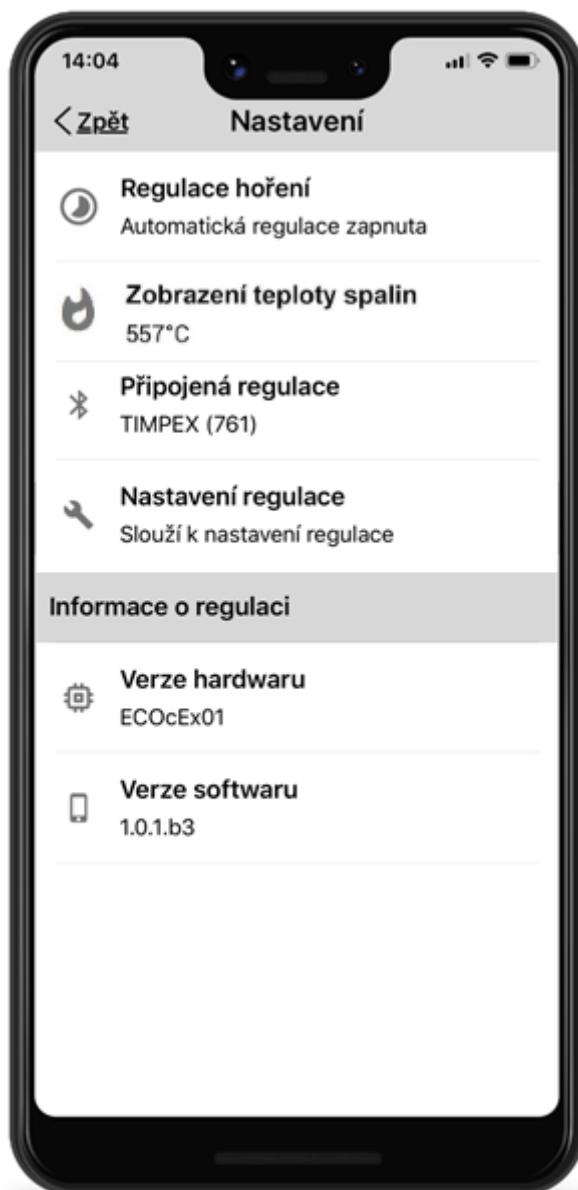 14:04
Zpět
Nastavení
Regulace hoření
Automatická regulace zapnuta
Zobrazení teploty spalin
557°C
Připojená regulace
TIMPEX (761)
Nastavení regulace
Slouží k nastavení regulace
Informace o regulaci
Verze hardwaru
ECOcEx01
Verze softwaru
1.0.1.b3